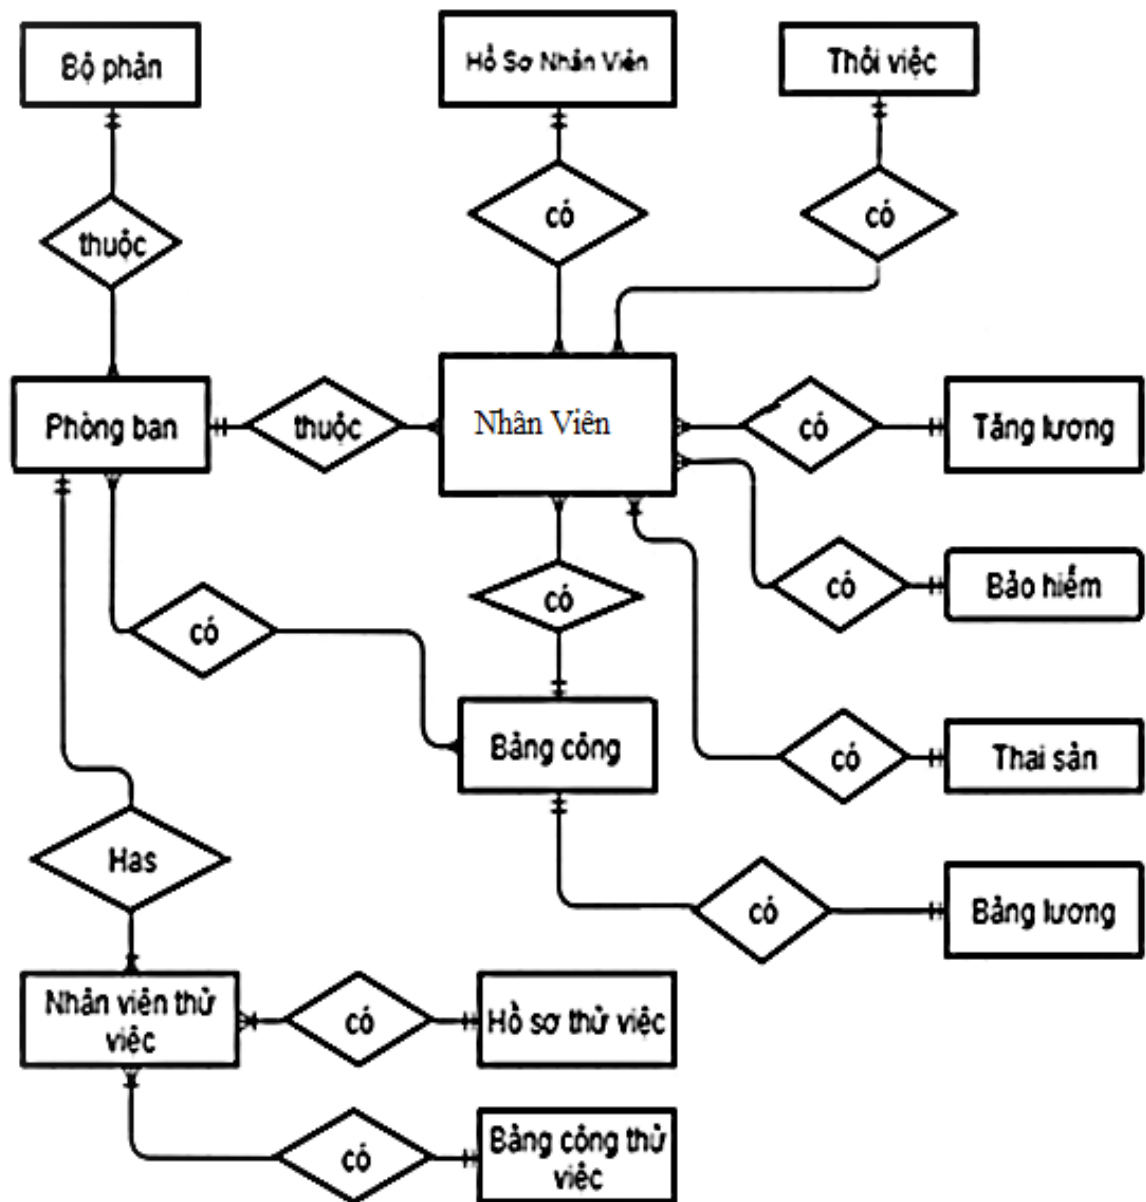 Bộ phận
Hồ Sơ Nhân Viên
Thôi việc
thuộc
có
có
Phòng ban
thuộc
Nhân Viên
có
Tăng lương
có
có
có
Bảo hiểm
Bảng công
có
Thai sản
Has
có
Bảng lương
Nhân viên thử
việc
có
Hồ sơ thử việc
có
Bảng công thử
việc